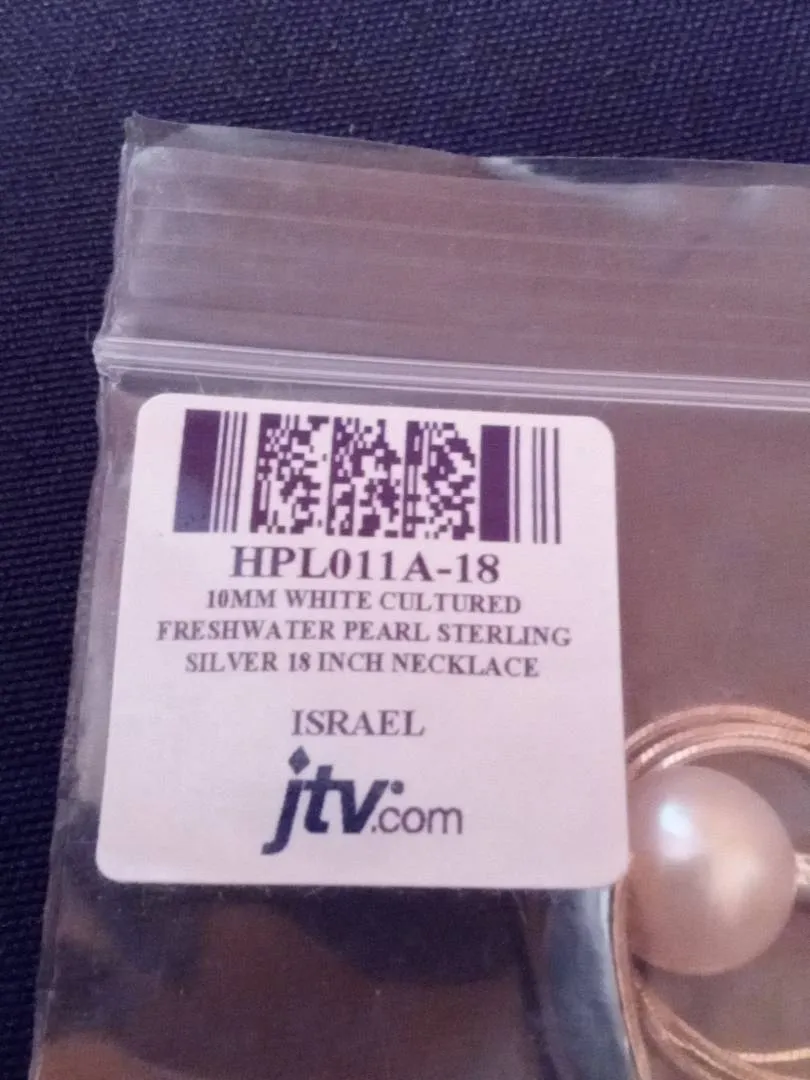 HPL011A-18
10MM WHITE CULTURED
FRESHWATER PEARL STERLING
SILVER 18 INCH NECKLACE
ISRAEL
jtv.com